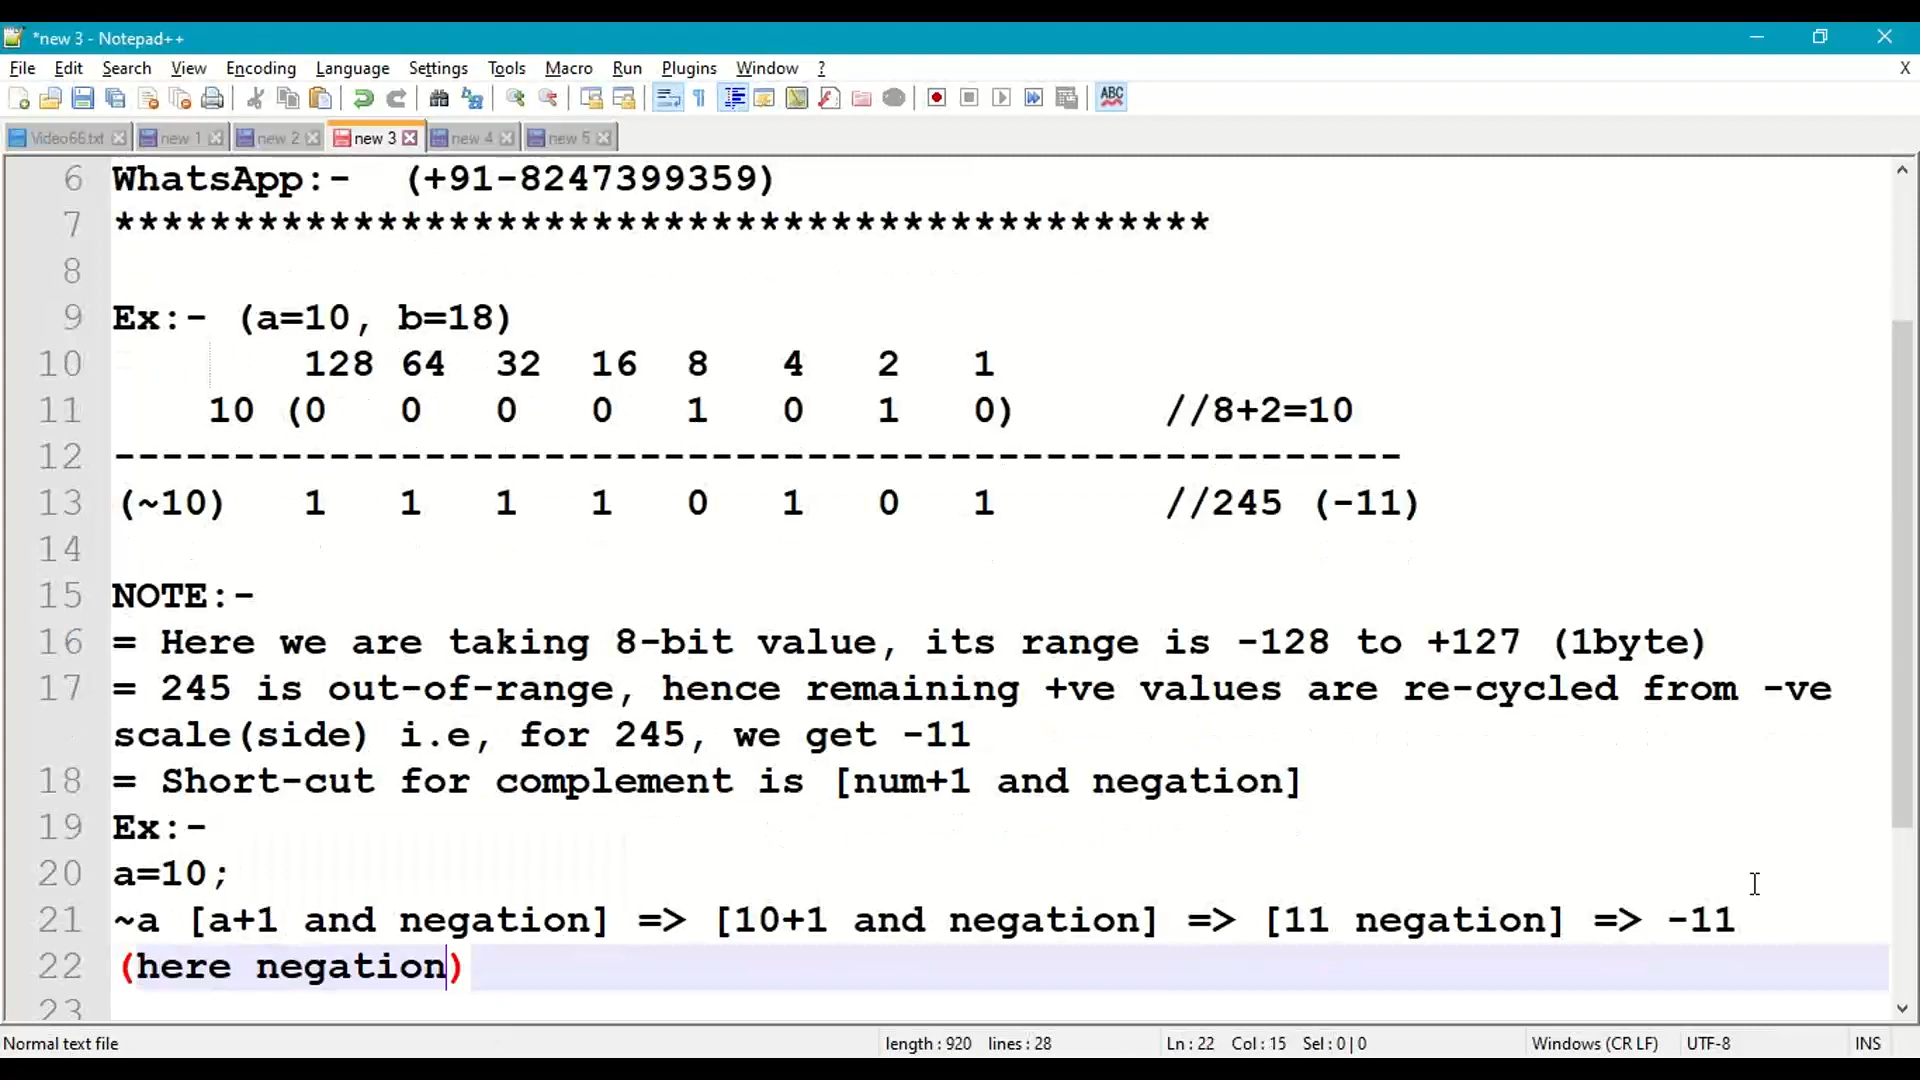 *new 3 - Notepad++
File Edit Search View Encoding Language Settings Tools Macro Run Plugins Window ?
X
ABC
Video66.txt new 1 new 2 new 3 new 4 new 5
6 WhatsApp:- (+91-8247399359)
7 **********************************************
8
9 Ex:- (a=10, b=18)
10 128 64 32 16 8 4 2 1
11 10 (0 0 0 0 1 0 1 0) //8+2=10
12 ------------------------------------------------------
13 (~10) 1 1 1 1 0 1 0 1 //245 (-11)
14
15 NOTE:-
16 = Here we are taking 8-bit value, its range is -128 to +127 (1byte)
17 = 245 is out-of-range, hence remaining +ve values are re-cycled from -ve
scale(side) i.e, for 245, we get -11
18 = Short-cut for complement is [num+1 and negation]
19 Ex:-
20 a=10;
21 ~a [a+1 and negation] => [10+1 and negation] => [11 negation] => -11
22 (here negation)
23
Normal text file length : 920 lines : 28 Ln : 22 Col : 15 Sel : 0 | 0 Windows (CR LF) UTF-8 INS